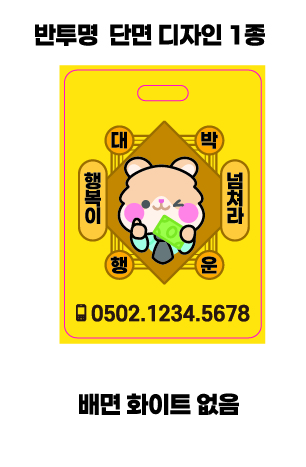 반투명 단면 디자인 1종
대 박
행복이
넘쳐라
행 운
0502.1234.5678
배면 화이트 없음